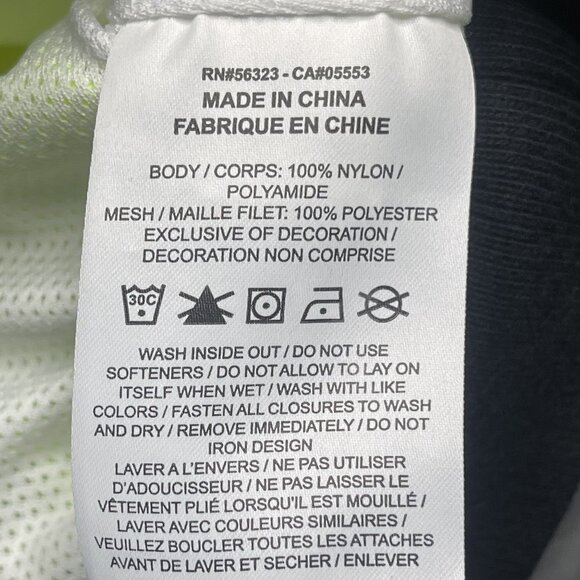 RN#56323 - CA#05553
MADE IN CHINA
FABRIQUE EN CHINE
BODY / CORPS: 100% NYLON /
POLYAMIDE
MESH / MAILLE FILET: 100% POLYESTER
EXCLUSIVE OF DECORATION /
DECORATION NON COMPRISE
30C
WASH INSIDE OUT / DO NOT USE
SOFTENERS / DO NOT ALLOW TO LAY ON
ITSELF WHEN WET / WASH WITH LIKE
COLORS / FASTEN ALL CLOSURES TO WASH
AND DRY / REMOVE IMMEDIATELY / DO NOT
IRON DESIGN
LAVER A L'ENVERS / NE PAS UTILISER
D'ADOUCISSEUR / NE PAS LAISSER LE
VÊTEMENT PLIÉ LORSQU'IL EST MOUILLÉ /
LAVER AVEC COULEURS SIMILAIRES /
VEUILLEZ BOUCLER TOUTES LES ATTACHES
AVANT DE LAVER ET SECHER / ENLEVER